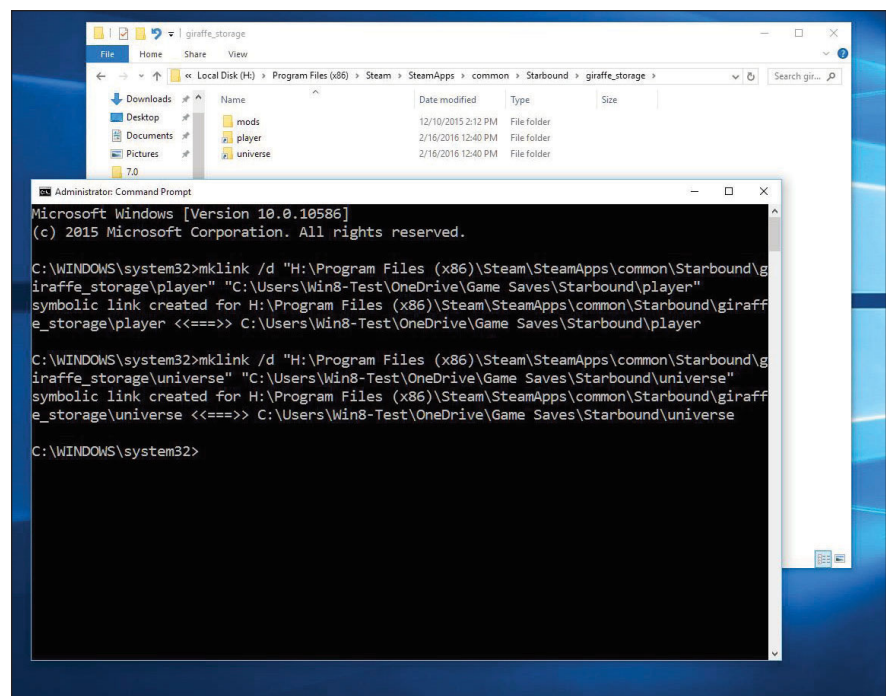 giraffe_storage
File Home Share View
« Local Disk (H:) > Program Files (x86) > Steam > SteamApps > common > Starbound > giraffe_storage >
Search gir...
Downloads
Desktop
Documents
Pictures
7.0
Name Date modified Type Size
mods 12/10/2015 2:12 PM File folder
player 2/16/2016 12:40 PM File folder
universe 2/16/2016 12:40 PM File folder
Administrator: Command Prompt
Microsoft Windows [Version 10.0.10586]
(c) 2015 Microsoft Corporation. All rights reserved.
C:\WINDOWS\system32>mklink /d "H:\Program Files (x86)\Steam\SteamApps\common\Starbound\g
iraffe_storage\player" "C:\Users\Win8-Test\OneDrive\Game Saves\Starbound\player"
symbolic link created for H:\Program Files (x86)\Steam\SteamApps\common\Starbound\giraff
e_storage\player <<===>> C:\Users\Win8-Test\OneDrive\Game Saves\Starbound\player
C:\WINDOWS\system32>mklink /d "H:\Program Files (x86)\Steam\SteamApps\common\Starbound\g
iraffe_storage\universe" "C:\Users\Win8-Test\OneDrive\Game Saves\Starbound\universe"
symbolic link created for H:\Program Files (x86)\Steam\SteamApps\common\Starbound\giraff
e_storage\universe <<===>> C:\Users\Win8-Test\OneDrive\Game Saves\Starbound\universe
C:\WINDOWS\system32>